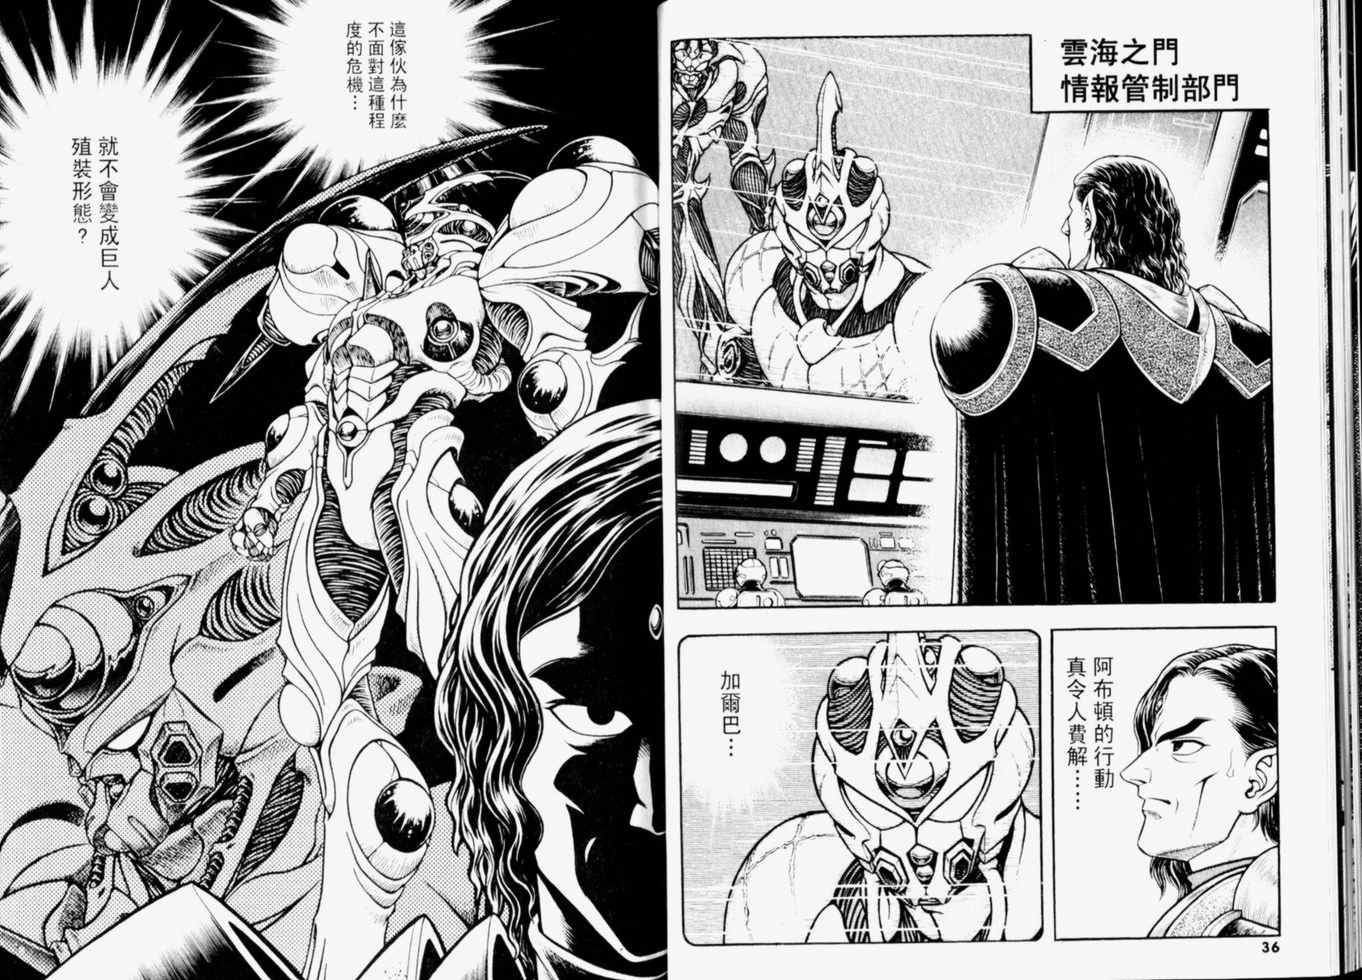 雲海之門
情報管制部門
阿布頓的行動
真令人費解……
加爾巴…
36
這傢伙為什麼
不面對這種程
度的危機…
就不會變成巨人
殖裝形態?